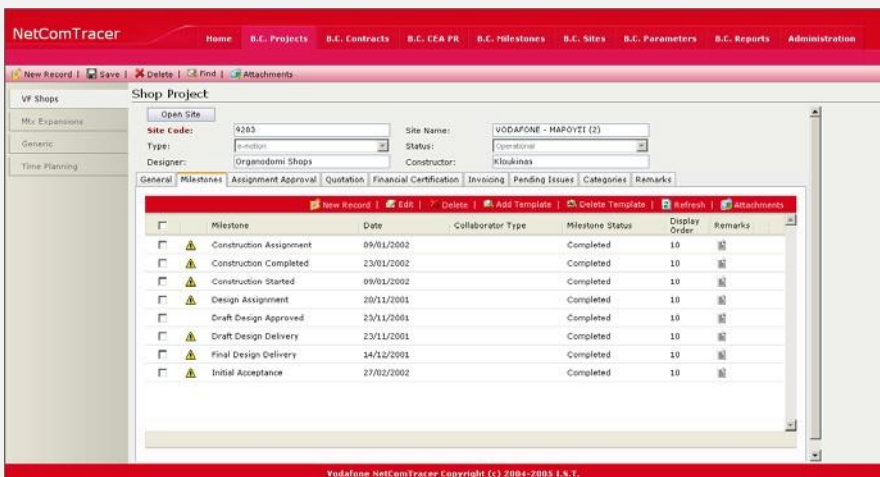 NetComTracer
Home B.C. Projects B.C. Contracts B.C. CEA PR B.C. Milestones B.C. Sites B.C. Parameters B.C. Reports Administration
New Record | Save | Delete | Find | Attachments
VF Shops
Mtx Expansions
Generic
Time Planning
Shop Project
Open Site
Site Code: 9283 Site Name: VODAFONE - ΜΑΡΟΥΣΙ (2)
Type: e-motion Status: Operational
Designer: Organodomi Shops Constructor: Kloukinas
General Milestones Assignment Approval Quotation Financial Certification Invoicing Pending Issues Categories Remarks
New Record | Edit | Delete | Add Template | Delete Template | Refresh | Attachments
Milestone Date Collaborator Type Milestone Status Display Order Remarks
Construction Assignment 09/01/2002 Completed 10
Construction Completed 23/01/2002 Completed 10
Construction Started 09/01/2002 Completed 10
Design Assignment 20/11/2001 Completed 10
Draft Design Approved 23/11/2001 Completed 10
Draft Design Delivery 23/11/2001 Completed 10
Final Design Delivery 14/12/2001 Completed 10
Initial Acceptance 27/02/2002 Completed 10
Vodafone NetComTracer Copyright (c) 2004-2005 I.S.T.